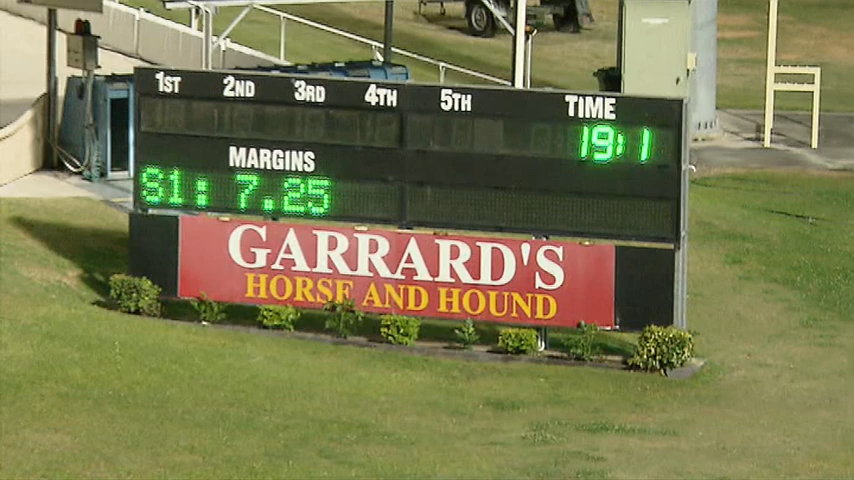 1ST 2ND 3RD 4TH 5TH TIME
19:1
MARGINS
S1: 7.25
GARRARD'S
HORSE AND HOUND